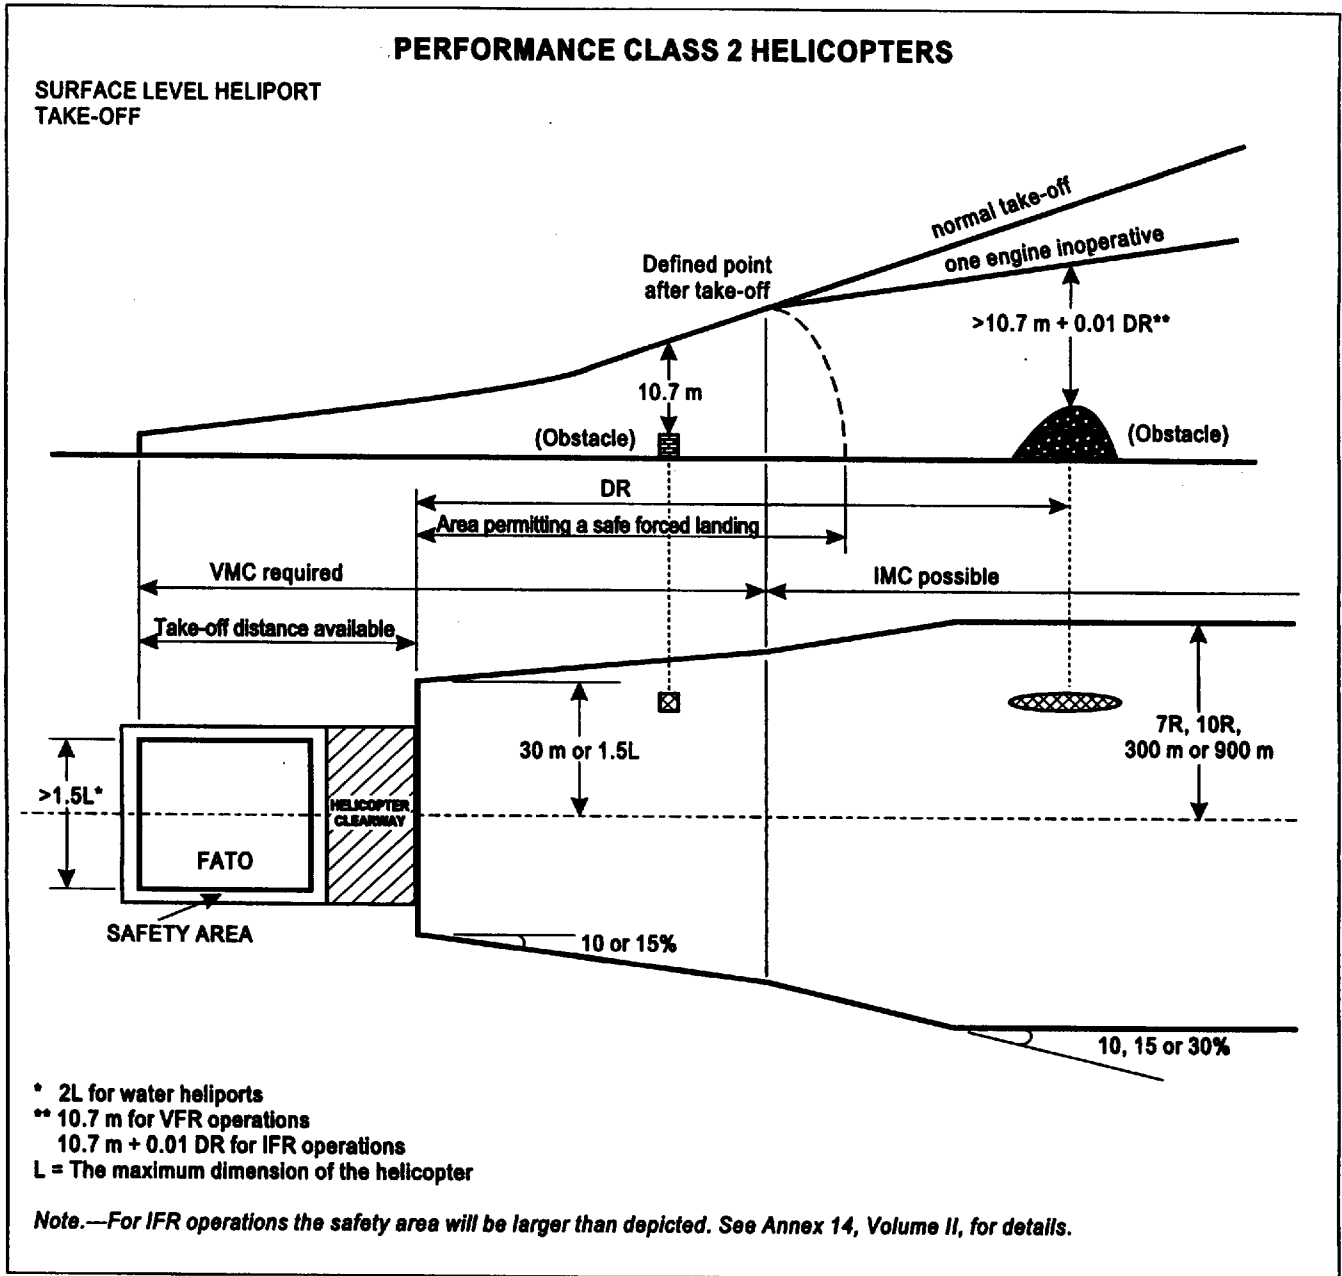 PERFORMANCE CLASS 2 HELICOPTERS
SURFACE LEVEL HELIPORT
TAKE-OFF
normal take-off
one engine inoperative
Defined point
after take-off
>10.7 m + 0.01 DR**
10.7 m
(Obstacle)
(Obstacle)
DR
Area permitting a safe forced landing
VMC required
IMC possible
Take-off distance available
30 m or 1.5L
7R, 10R,
300 m or 900 m
>1.5L*
HELICOPTER
CLEARWAY
FATO
SAFETY AREA
10 or 15%
10, 15 or 30%
* 2L for water heliports
** 10.7 m for VFR operations
10.7 m + 0.01 DR for IFR operations
L = The maximum dimension of the helicopter
Note.—For IFR operations the safety area will be larger than depicted. See Annex 14, Volume II, for details.